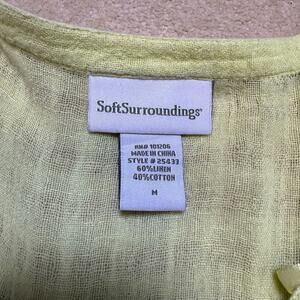 SoftSurroundings®
RN# 101206
MADE IN CHINA
STYLE # 25433
60%LINEN
40%COTTON
M